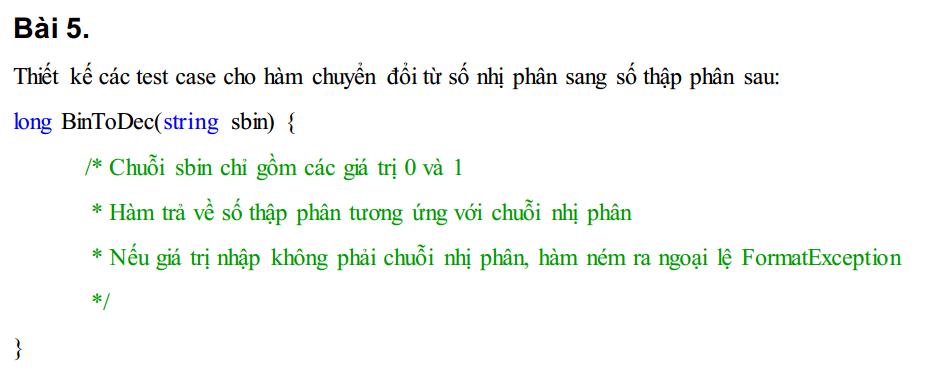 Bài 5.
Thiết kế các test case cho hàm chuyển đổi từ số nhị phân sang số thập phân sau:
long BinToDec(string sbin) {
/* Chuỗi sbin chỉ gồm các giá trị 0 và 1
* Hàm trả về số thập phân tương ứng với chuỗi nhị phân
* Nếu giá trị nhập không phải chuỗi nhị phân, hàm ném ra ngoại lệ FormatException
*/
}